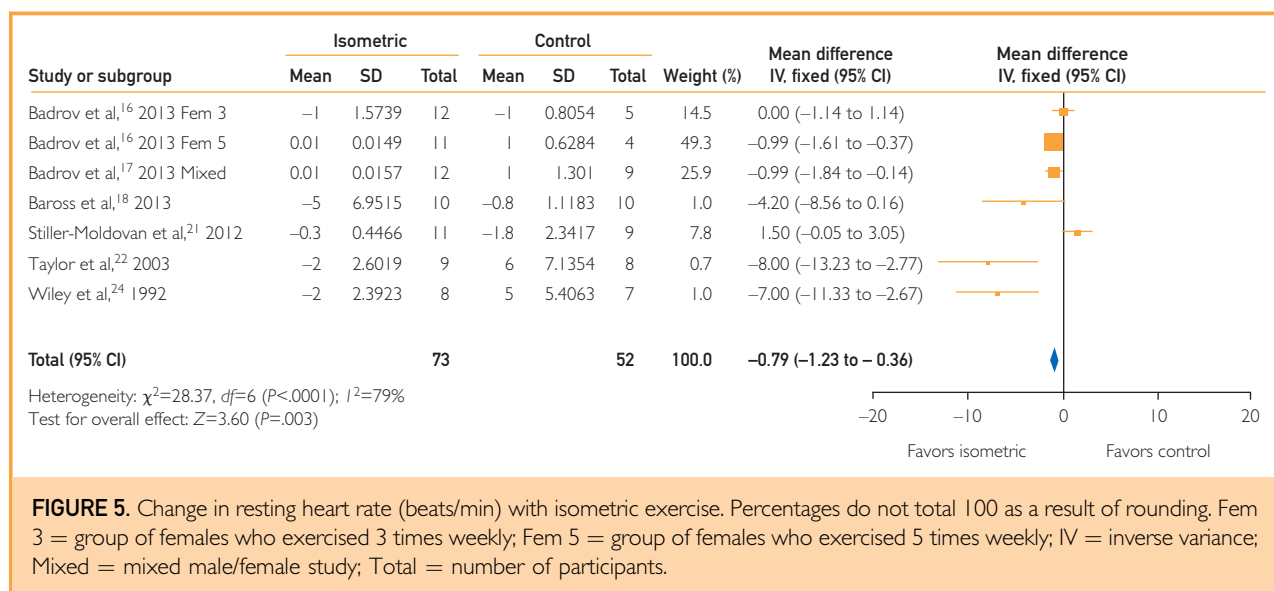 Isometric Control Mean difference Mean difference
Study or subgroup Mean SD Total Mean SD Total Weight (%) IV, fixed (95% CI) IV, fixed (95% CI)
Badrov et al,16 2013 Fem 3 –1 1.5739 12 –1 0.8054 5 14.5 0.00 (–1.14 to 1.14)
Badrov et al,16 2013 Fem 5 0.01 0.0149 11 1 0.6284 4 49.3 –0.99 (–1.61 to –0.37)
Badrov et al,17 2013 Mixed 0.01 0.0157 12 1 1.301 9 25.9 –0.99 (–1.84 to –0.14)
Baross et al,18 2013 –5 6.9515 10 –0.8 1.1183 10 1.0 –4.20 (–8.56 to 0.16)
Stiller-Moldovan et al,21 2012 –0.3 0.4466 11 –1.8 2.3417 9 7.8 1.50 (–0.05 to 3.05)
Taylor et al,22 2003 –2 2.6019 9 6 7.1354 8 0.7 –8.00 (–13.23 to –2.77)
Wiley et al,24 1992 –2 2.3923 8 5 5.4063 7 1.0 –7.00 (–11.33 to –2.67)
Total (95% CI) 73 52 100.0 –0.79 (–1.23 to – 0.36)
Heterogeneity: χ2=28.37, df=6 (P<.0001); I2=79%
Test for overall effect: Z=3.60 (P=.003)
–20 –10 0 10 20
Favors isometric Favors control
FIGURE 5. Change in resting heart rate (beats/min) with isometric exercise. Percentages do not total 100 as a result of rounding. Fem
3 = group of females who exercised 3 times weekly; Fem 5 = group of females who exercised 5 times weekly; IV = inverse variance;
Mixed = mixed male/female study; Total = number of participants.